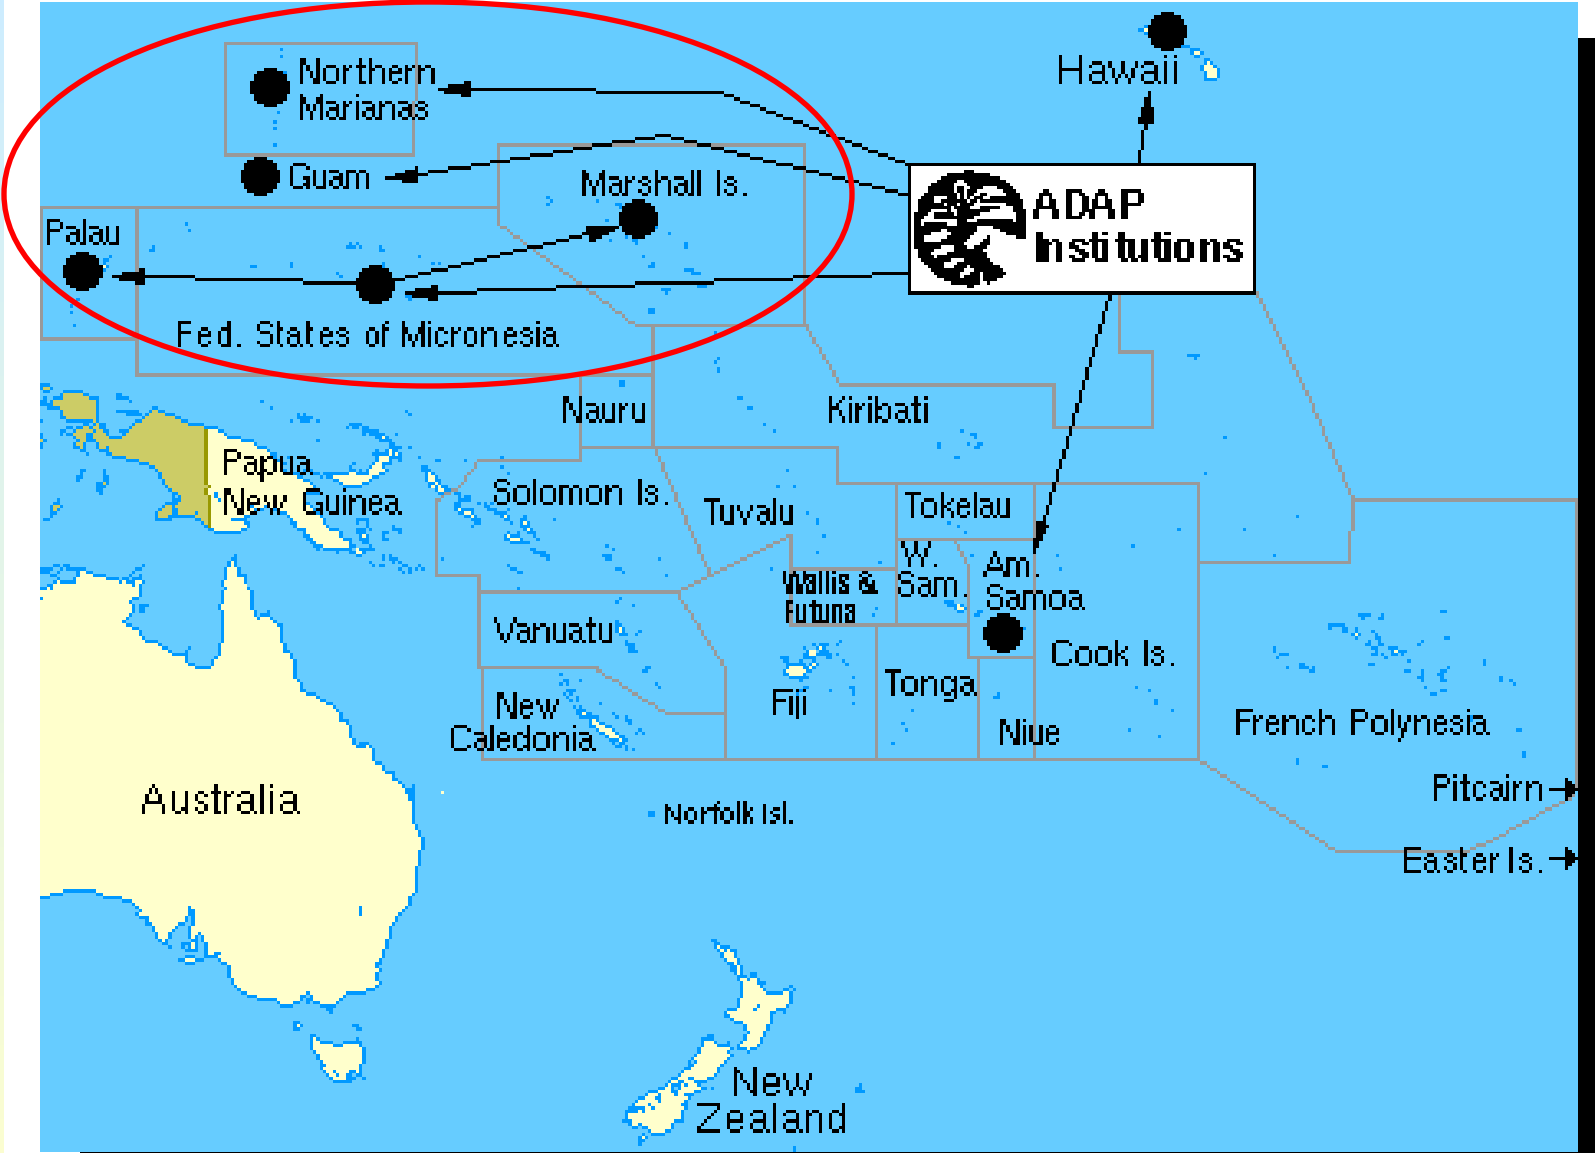 Hawaii
Northern
Marianas
Guam
Marshall Is.
ADAP
Institutions
Palau
Fed. States of Micronesia
Nauru
Kiribati
Papua
New Guinea
Solomon Is.
Tuvalu
Tokelau
W.
Sam.
Am.
Samoa
Wallis &
Futuna
Vanuatu
Cook Is.
Fiji
Tonga
Niue
New
Caledonia
French Polynesia
Pitcairn
Australia
Norfolk Isl.
Easter Is.
New
Zealand